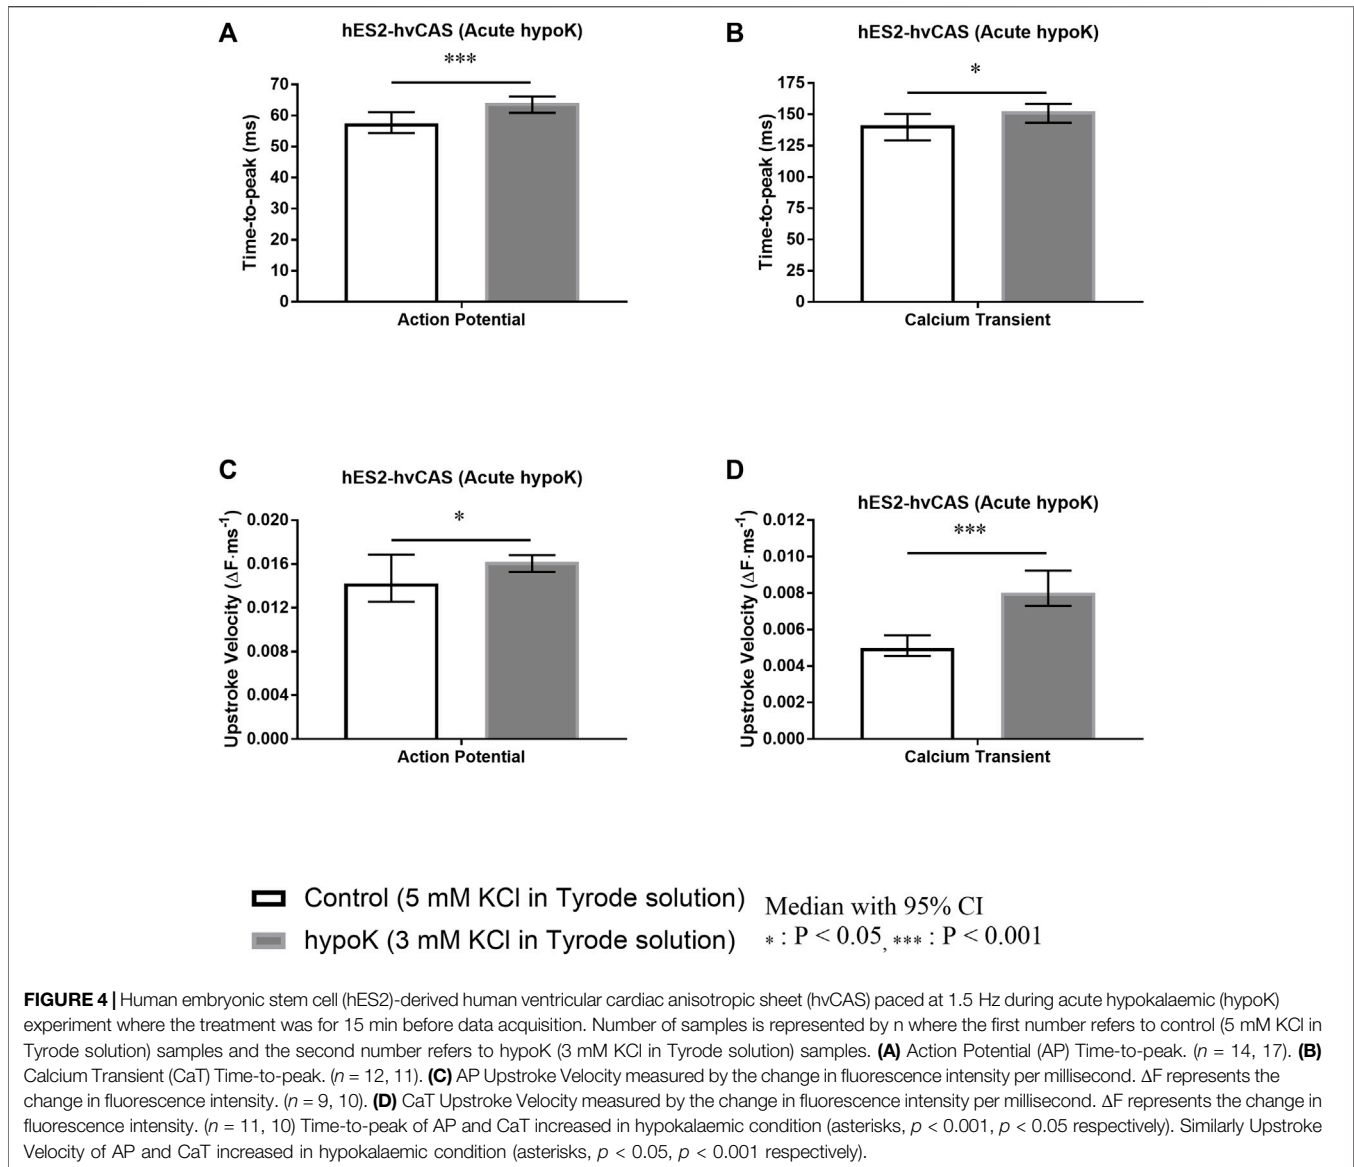 A
hES2-hvCAS (Acute hypoK)
***
Time-to-peak (ms)
70
60
50
40
30
20
10
0
Action Potential
B
hES2-hvCAS (Acute hypoK)
*
Time-to-peak (ms)
175
150
125
100
75
50
25
0
Calcium Transient
C
hES2-hvCAS (Acute hypoK)
*
Upstroke Velocity (ΔF·ms⁻¹)
0.020
0.016
0.012
0.008
0.004
0.000
Action Potential
D
hES2-hvCAS (Acute hypoK)
***
Upstroke Velocity (ΔF·ms⁻¹)
0.012
0.010
0.008
0.006
0.004
0.002
0.000
Calcium Transient
Control (5 mM KCl in Tyrode solution)
hypoK (3 mM KCl in Tyrode solution)
Median with 95% CI
* : P < 0.05, *** : P < 0.001
FIGURE 4 | Human embryonic stem cell (hES2)-derived human ventricular cardiac anisotropic sheet (hvCAS) paced at 1.5 Hz during acute hypokalaemic (hypoK)
experiment where the treatment was for 15 min before data acquisition. Number of samples is represented by n where the first number refers to control (5 mM KCl in
Tyrode solution) samples and the second number refers to hypoK (3 mM KCl in Tyrode solution) samples. (A) Action Potential (AP) Time-to-peak. (n = 14, 17). (B)
Calcium Transient (CaT) Time-to-peak. (n = 12, 11). (C) AP Upstroke Velocity measured by the change in fluorescence intensity per millisecond. ΔF represents the
change in fluorescence intensity. (n = 9, 10). (D) CaT Upstroke Velocity measured by the change in fluorescence intensity per millisecond. ΔF represents the change in
fluorescence intensity. (n = 11, 10) Time-to-peak of AP and CaT increased in hypokalaemic condition (asterisks, p < 0.001, p < 0.05 respectively). Similarly Upstroke
Velocity of AP and CaT increased in hypokalaemic condition (asterisks, p < 0.05, p < 0.001 respectively).